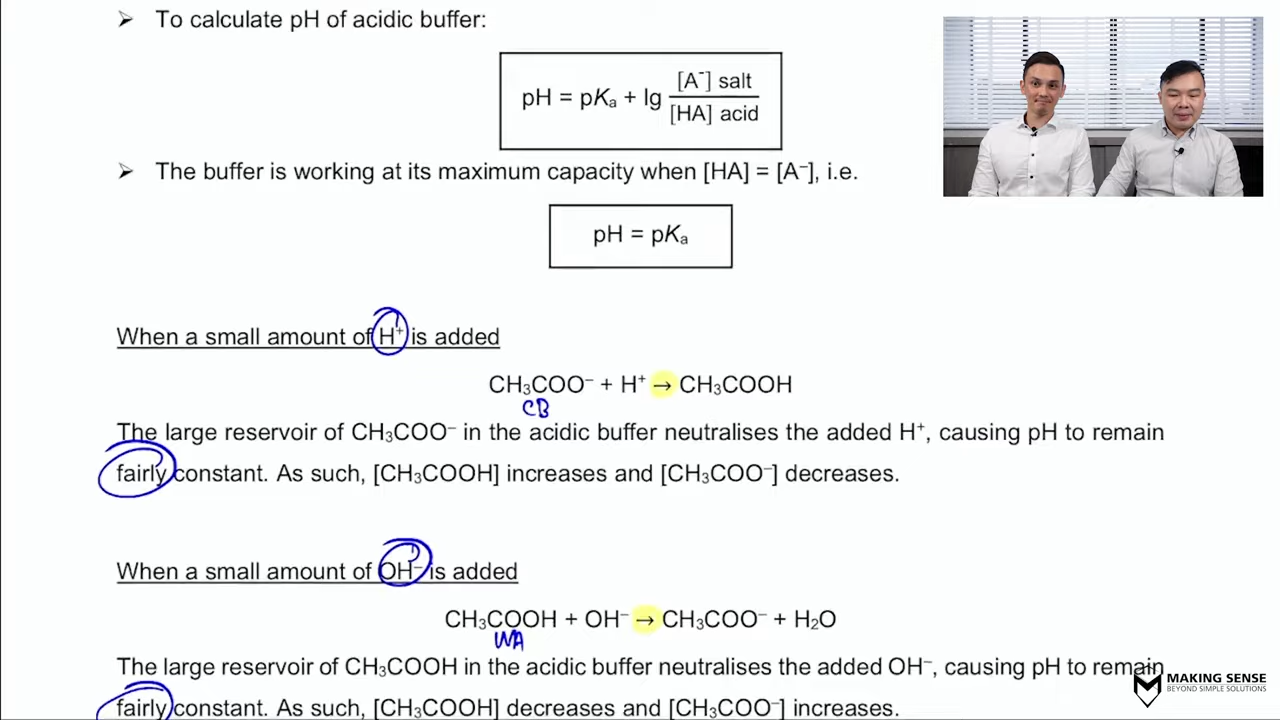 ➢ To calculate pH of acidic buffer:
pH = pKₐ + lg [A⁻] salt / [HA] acid
➢ The buffer is working at its maximum capacity when [HA] = [A⁻], i.e.
pH = pKₐ
When a small amount of H⁺ is added
CH₃COO⁻ + H⁺ → CH₃COOH
CB
The large reservoir of CH₃COO⁻ in the acidic buffer neutralises the added H⁺, causing pH to remain
fairly constant. As such, [CH₃COOH] increases and [CH₃COO⁻] decreases.
When a small amount of OH⁻ is added
CH₃COOH + OH⁻ → CH₃COO⁻ + H₂O
WA
The large reservoir of CH₃COOH in the acidic buffer neutralises the added OH⁻, causing pH to remain
fairly constant. As such, [CH₃COOH] decreases and [CH₃COO⁻] increases.
MAKING SENSE
BEYOND SIMPLE SOLUTIONS